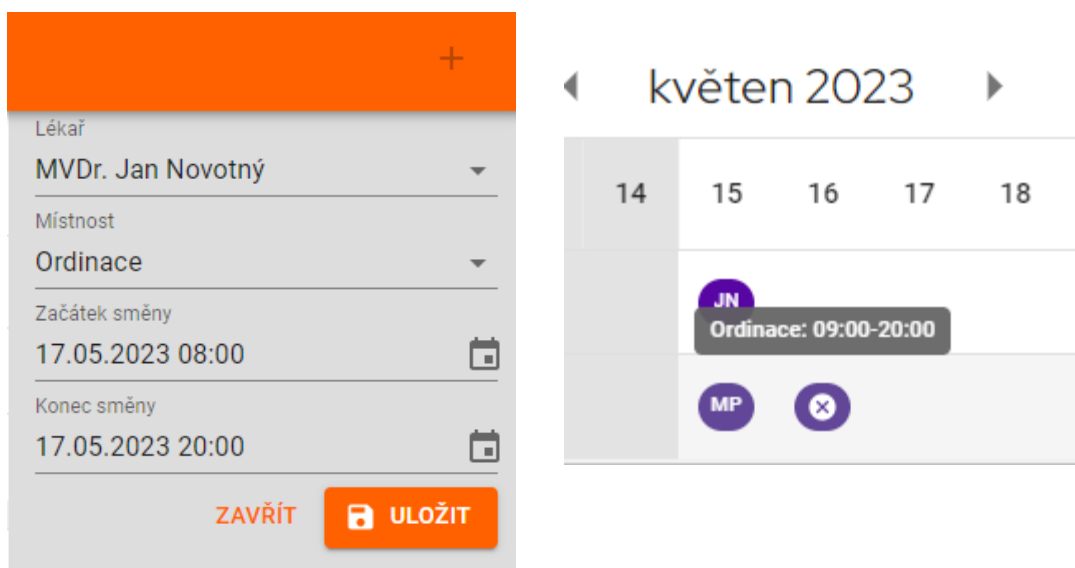 Lékař
MVDr. Jan Novotný
Místnost
Ordinace
Začátek směny
17.05.2023 08:00
Konec směny
17.05.2023 20:00
ZAVŘÍT
ULOŽIT
květen 2023
14 15 16 17 18
JN
Ordinace: 09:00-20:00
MP